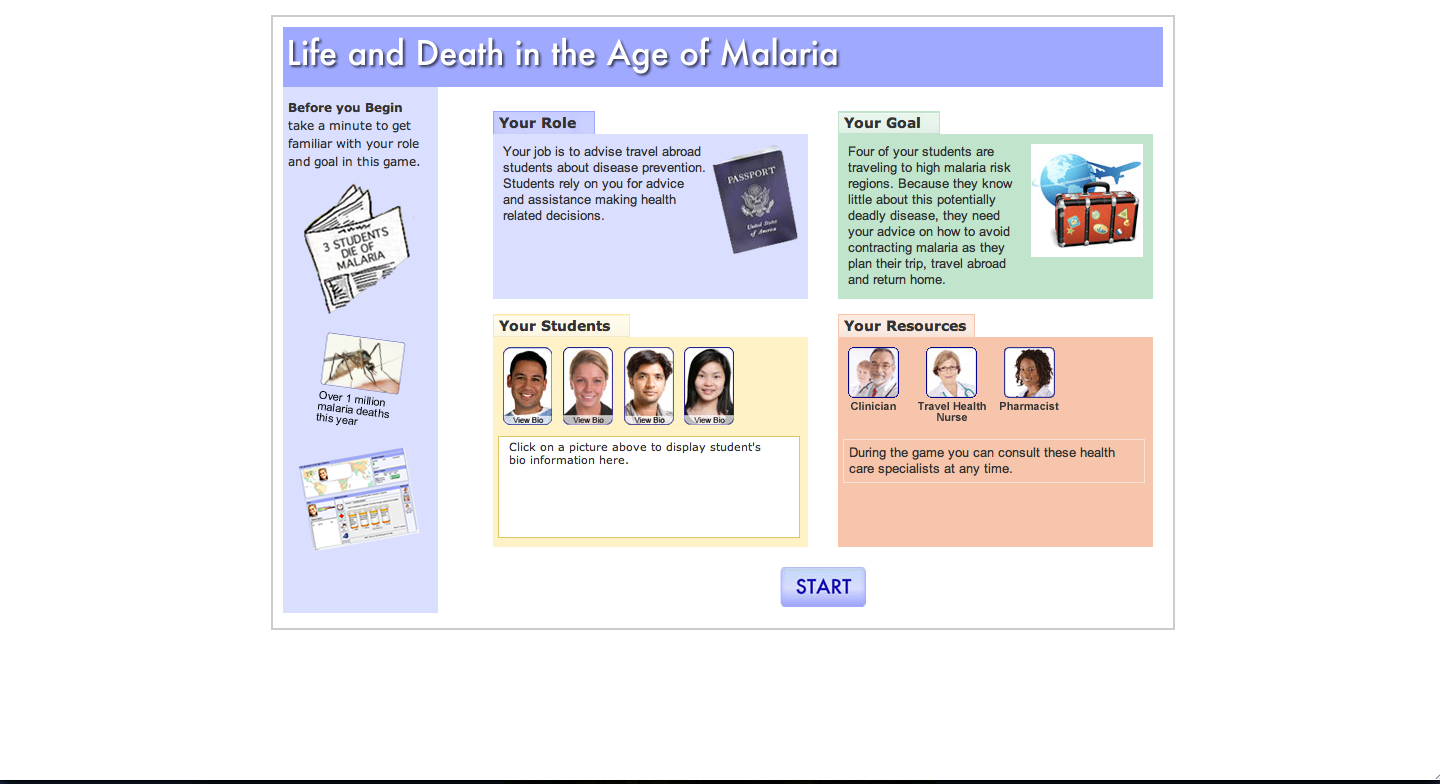 Life and Death in the Age of Malaria
Before you Begin
take a minute to get
familiar with your role
and goal in this game.
3 STUDENTS
DIE OF
MALARIA
Over 1 million
malaria deaths
this year
Your Role
Your job is to advise travel abroad
students about disease prevention.
Students rely on you for advice
and assistance making health
related decisions.
PASSPORT
United States
of America
Your Goal
Four of your students are
traveling to high malaria risk
regions. Because they know
little about this potentially
deadly disease, they need
your advice on how to avoid
contracting malaria as they
plan their trip, travel abroad
and return home.
Your Students
View Bio
View Bio
View Bio
View Bio
Click on a picture above to display student's
bio information here.
Your Resources
Clinician
Travel Health
Nurse
Pharmacist
During the game you can consult these health
care specialists at any time.
START